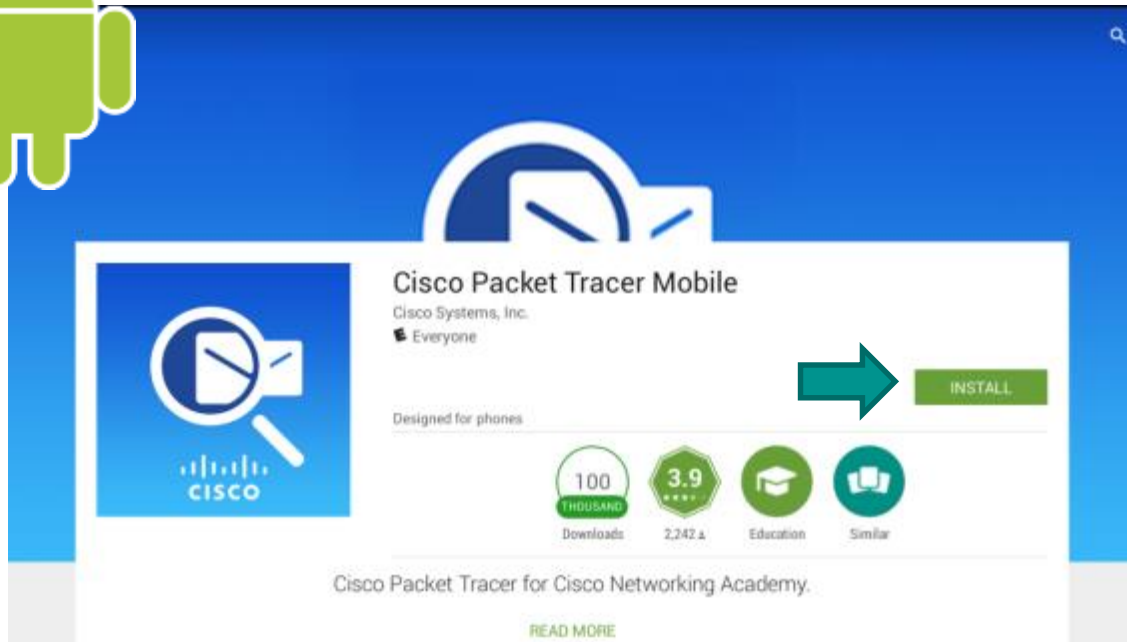 Cisco Packet Tracer Mobile
Cisco Systems, Inc.
E Everyone
INSTALL
Designed for phones
CISCO
100
THOUSAND
Downloads
3.9
2,242
Education
Similar
Cisco Packet Tracer for Cisco Networking Academy.
READ MORE